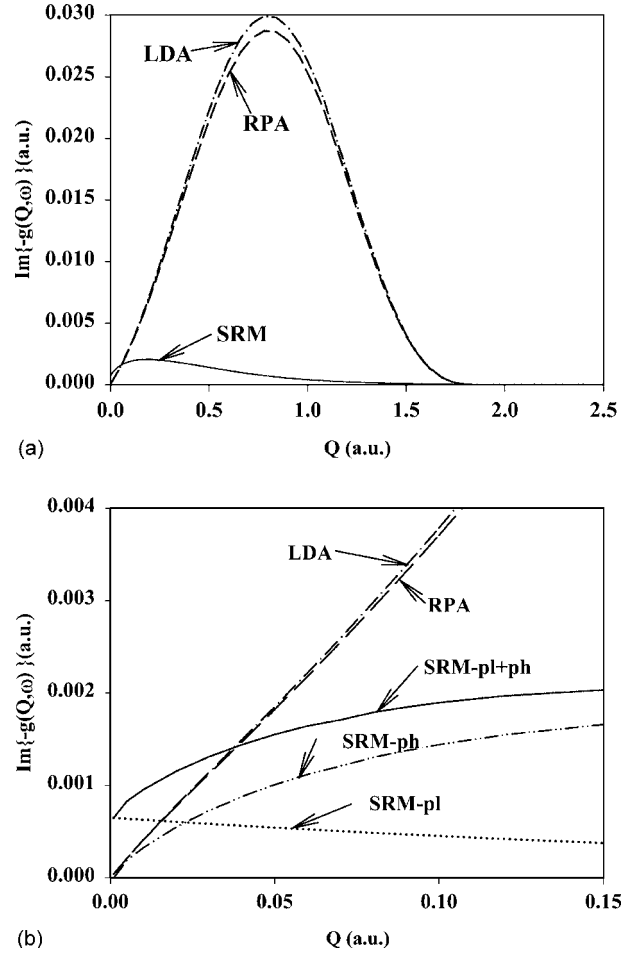 0.030
LDA
0.025
RPA
0.020
Im{-g(Q,ω) }(a.u.)
0.015
0.010
0.005
SRM
0.000
0.0 0.5 1.0 1.5 2.0 2.5
(a)
Q (a.u.)
0.004
LDA
0.003
RPA
Im{-g(Q,ω) }(a.u.)
SRM-pl+ph
0.002
SRM-ph
0.001
SRM-pl
0.000
0.00 0.05 0.10 0.15
(b)
Q (a.u.)